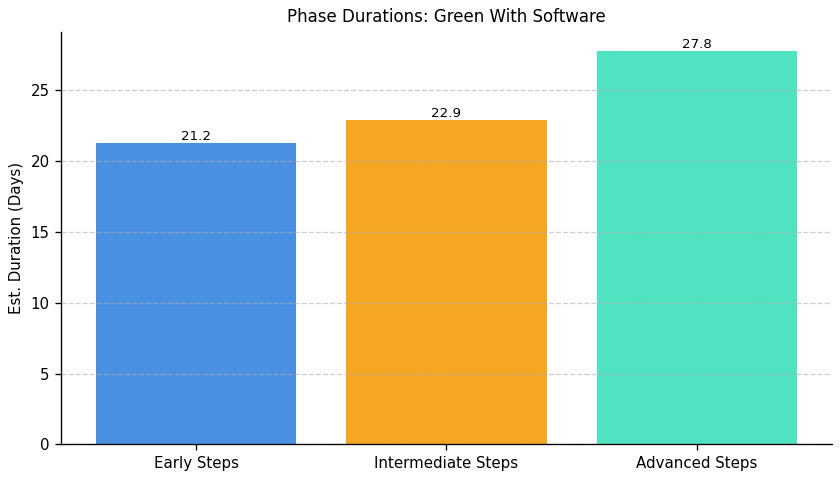 Phase Durations: Green With Software
27.8
22.9
21.2
Est. Duration (Days)
25
20
15
10
5
0
Early Steps
Intermediate Steps
Advanced Steps